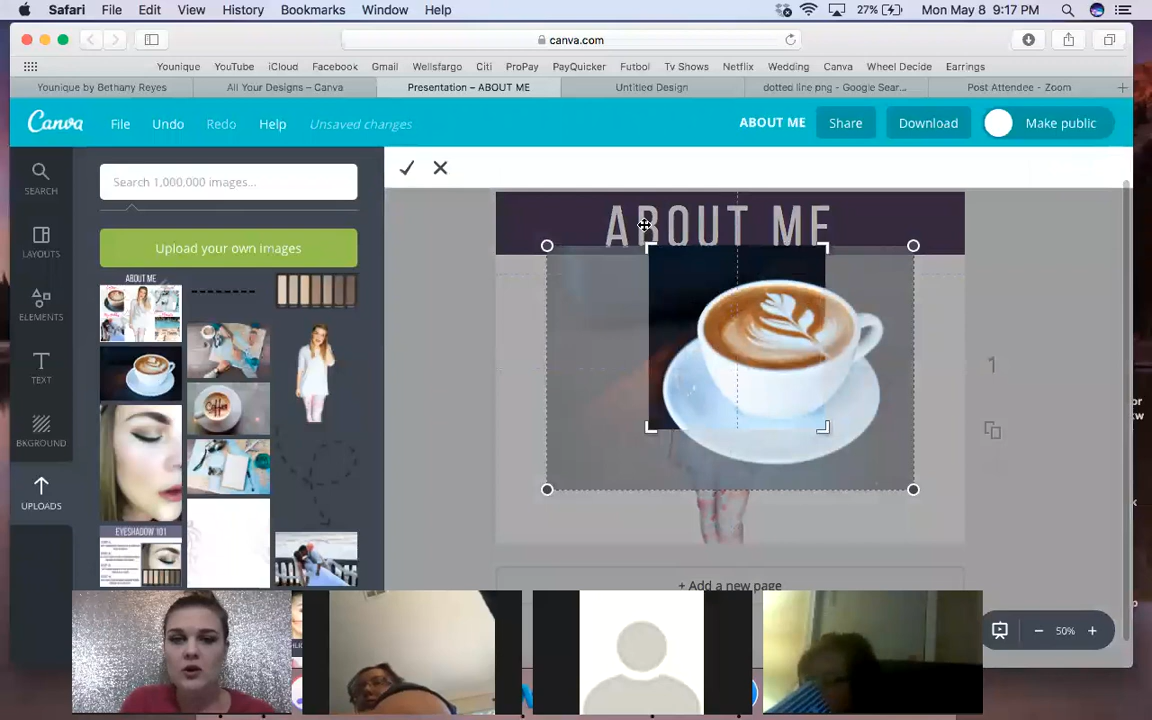 Safari File Edit View History Bookmarks Window Help 27% Mon May 8 9:17 PM
canva.com
Younique YouTube iCloud Facebook Gmail Wellsfargo Citi ProPay PayQuicker Futbol Tv Shows Netflix Wedding Canva Wheel Decide Earrings
Younique by Bethany Reyes All Your Designs – Canva Presentation – ABOUT ME Untitled Design dotted line png - Google Sear... Post Attendee - Zoom
Canva File Undo Redo Help Unsaved changes ABOUT ME Share Download Make public
SEARCH
LAYOUTS
ELEMENTS
TEXT
BKGROUND
UPLOADS
Search 1,000,000 images...
Upload your own images
ABOUT ME
Coffee
EYESHADOW 101
ABOUT ME
1
+ Add a new page
50%